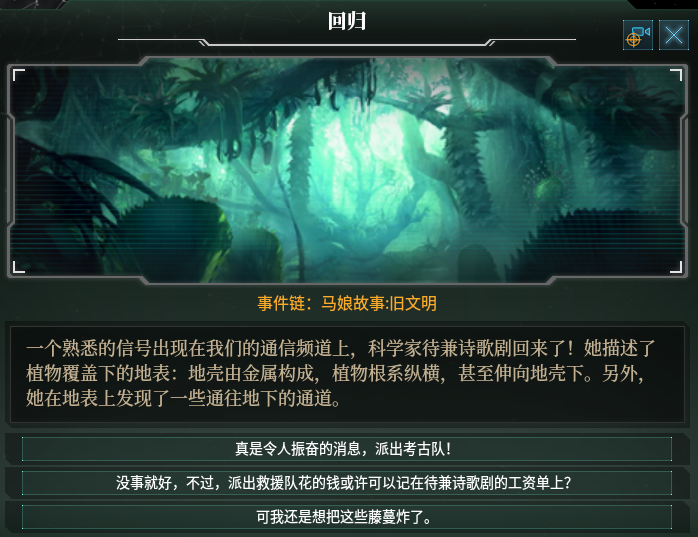 回归
事件链：马娘故事:旧文明
一个熟悉的信号出现在我们的通信频道上，科学家待兼诗歌剧回来了！她描述了
植物覆盖下的地表：地壳由金属构成，植物根系纵横，甚至伸向地壳下。另外，
她在地表上发现了一些通往地下的通道。
真是令人振奋的消息，派出考古队！
没事就好，不过，派出救援队花的钱或许可以记在待兼诗歌剧的工资单上？
可我还是想把这些藤蔓炸了。